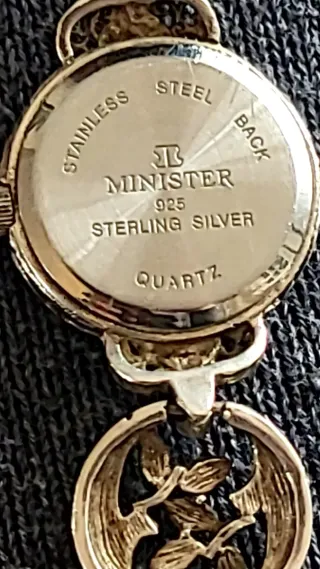 STAINLESS STEEL BACK
MINISTER
925
STERLING SILVER
QUARTZ